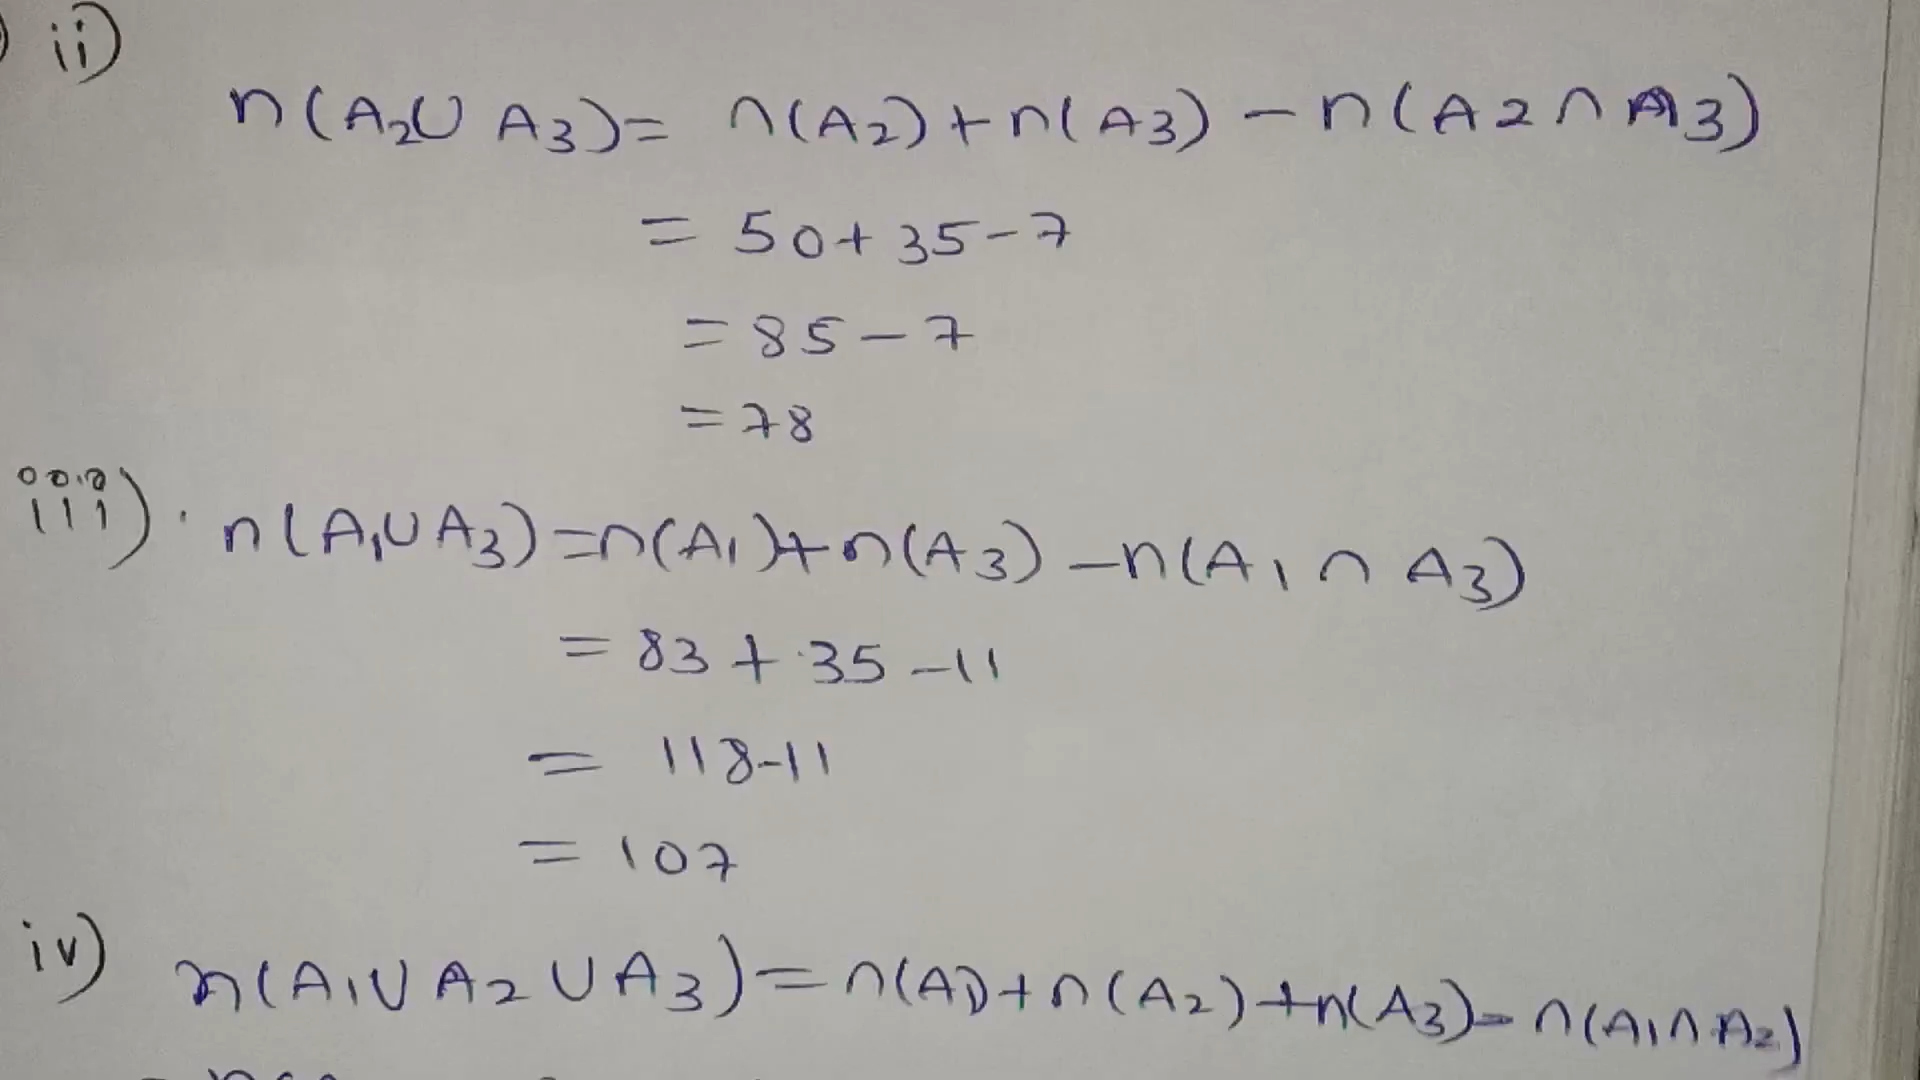 ii)
n(A₂∪ A₃)= n(A₂)+n(A₃) - n(A2∩ A3)
= 50+35-7
= 85-7
= 78
iii). n(A₁∪A₃)=n(A₁)+n(A₃)-n(A₁∩ A₃)
= 83+35-11
= 118-11
= 107
iv) n(A₁∪A₂∪A₃)=n(A₁)+n(A₂)+n(A₃)-n(A₁∩A₂)